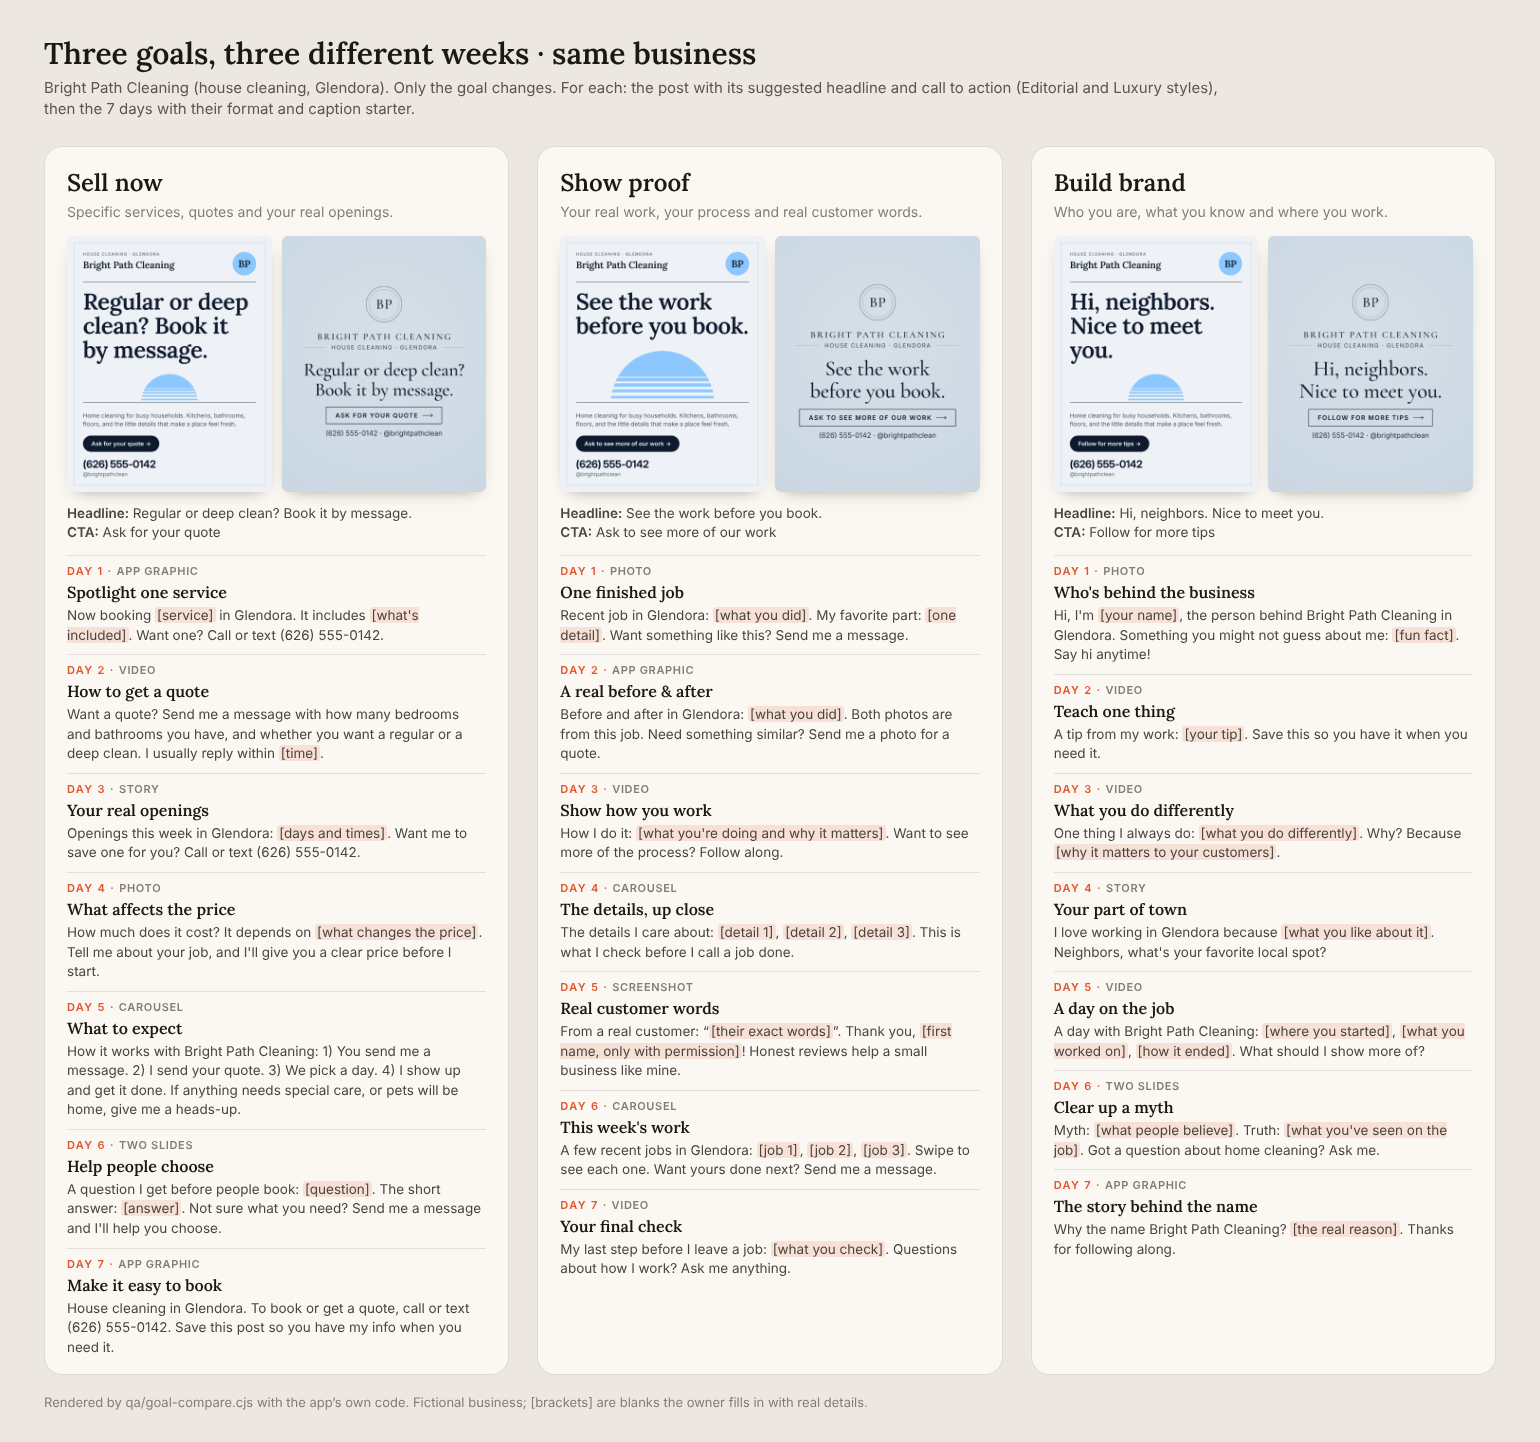 Three goals, three different weeks · same business
Bright Path Cleaning (house cleaning, Glendora). Only the goal changes. For each: the post with its suggested headline and call to action (Editorial and Luxury styles),
then the 7 days with their format and caption starter.
Sell now
Specific services, quotes and your real openings.
HOUSE CLEANING · GLENDORA
Bright Path Cleaning
BP
Regular or deep
clean? Book it
by message.
Home cleaning for busy households. Kitchens, bathrooms,
floors, and the little details that make a place feel fresh.
Ask for your quote →
(626) 555-0142
@brightpathclean
BP
BRIGHT PATH CLEANING
HOUSE CLEANING · GLENDORA
Regular or deep clean?
Book it by message.
ASK FOR YOUR QUOTE →
(626) 555-0142 · @brightpathclean
Headline: Regular or deep clean? Book it by message.
CTA: Ask for your quote
DAY 1 · APP GRAPHIC
Spotlight one service
Now booking [service] in Glendora. It includes [what's
included]. Want one? Call or text (626) 555-0142.
DAY 2 · VIDEO
How to get a quote
Want a quote? Send me a message with how many bedrooms
and bathrooms you have, and whether you want a regular or a
deep clean. I usually reply within [time].
DAY 3 · STORY
Your real openings
Openings this week in Glendora: [days and times]. Want me to
save one for you? Call or text (626) 555-0142.
DAY 4 · PHOTO
What affects the price
How much does it cost? It depends on [what changes the price].
Tell me about your job, and I'll give you a clear price before I
start.
DAY 5 · CAROUSEL
What to expect
How it works with Bright Path Cleaning: 1) You send me a
message. 2) I send your quote. 3) We pick a day. 4) I show up
and get it done. If anything needs special care, or pets will be
home, give me a heads-up.
DAY 6 · TWO SLIDES
Help people choose
A question I get before people book: [question]. The short
answer: [answer]. Not sure what you need? Send me a message
and I'll help you choose.
DAY 7 · APP GRAPHIC
Make it easy to book
House cleaning in Glendora. To book or get a quote, call or text
(626) 555-0142. Save this post so you have my info when you
need it.
Show proof
Your real work, your process and real customer words.
HOUSE CLEANING · GLENDORA
Bright Path Cleaning
BP
See the work
before you book.
Home cleaning for busy households. Kitchens, bathrooms,
floors, and the little details that make a place feel fresh.
Ask to see more of our work →
(626) 555-0142
@brightpathclean
BP
BRIGHT PATH CLEANING
HOUSE CLEANING · GLENDORA
See the work
before you book.
ASK TO SEE MORE OF OUR WORK →
(626) 555-0142 · @brightpathclean
Headline: See the work before you book.
CTA: Ask to see more of our work
DAY 1 · PHOTO
One finished job
Recent job in Glendora: [what you did]. My favorite part: [one
detail]. Want something like this? Send me a message.
DAY 2 · APP GRAPHIC
A real before & after
Before and after in Glendora: [what you did]. Both photos are
from this job. Need something similar? Send me a photo for a
quote.
DAY 3 · VIDEO
Show how you work
How I do it: [what you're doing and why it matters]. Want to see
more of the process? Follow along.
DAY 4 · CAROUSEL
The details, up close
The details I care about: [detail 1], [detail 2], [detail 3]. This is
what I check before I call a job done.
DAY 5 · SCREENSHOT
Real customer words
From a real customer: “[their exact words]”. Thank you, [first
name, only with permission]! Honest reviews help a small
business like mine.
DAY 6 · CAROUSEL
This week's work
A few recent jobs in Glendora: [job 1], [job 2], [job 3]. Swipe to
see each one. Want yours done next? Send me a message.
DAY 7 · VIDEO
Your final check
My last step before I leave a job: [what you check]. Questions
about how I work? Ask me anything.
Build brand
Who you are, what you know and where you work.
HOUSE CLEANING · GLENDORA
Bright Path Cleaning
BP
Hi, neighbors.
Nice to meet
you.
Home cleaning for busy households. Kitchens, bathrooms,
floors, and the little details that make a place feel fresh.
Follow for more tips →
(626) 555-0142
@brightpathclean
BP
BRIGHT PATH CLEANING
HOUSE CLEANING · GLENDORA
Hi, neighbors.
Nice to meet you.
FOLLOW FOR MORE TIPS →
(626) 555-0142 · @brightpathclean
Headline: Hi, neighbors. Nice to meet you.
CTA: Follow for more tips
DAY 1 · PHOTO
Who's behind the business
Hi, I'm [your name], the person behind Bright Path Cleaning in
Glendora. Something you might not guess about me: [fun fact].
Say hi anytime!
DAY 2 · VIDEO
Teach one thing
A tip from my work: [your tip]. Save this so you have it when you
need it.
DAY 3 · VIDEO
What you do differently
One thing I always do: [what you do differently]. Why? Because
[why it matters to your customers].
DAY 4 · STORY
Your part of town
I love working in Glendora because [what you like about it].
Neighbors, what's your favorite local spot?
DAY 5 · VIDEO
A day on the job
A day with Bright Path Cleaning: [where you started], [what you
worked on], [how it ended]. What should I show more of?
DAY 6 · TWO SLIDES
Clear up a myth
Myth: [what people believe]. Truth: [what you've seen on the
job]. Got a question about home cleaning? Ask me.
DAY 7 · APP GRAPHIC
The story behind the name
Why the name Bright Path Cleaning? [the real reason]. Thanks
for following along.
Rendered by qa/goal-compare.cjs with the app’s own code. Fictional business; [brackets] are blanks the owner fills in with real details.